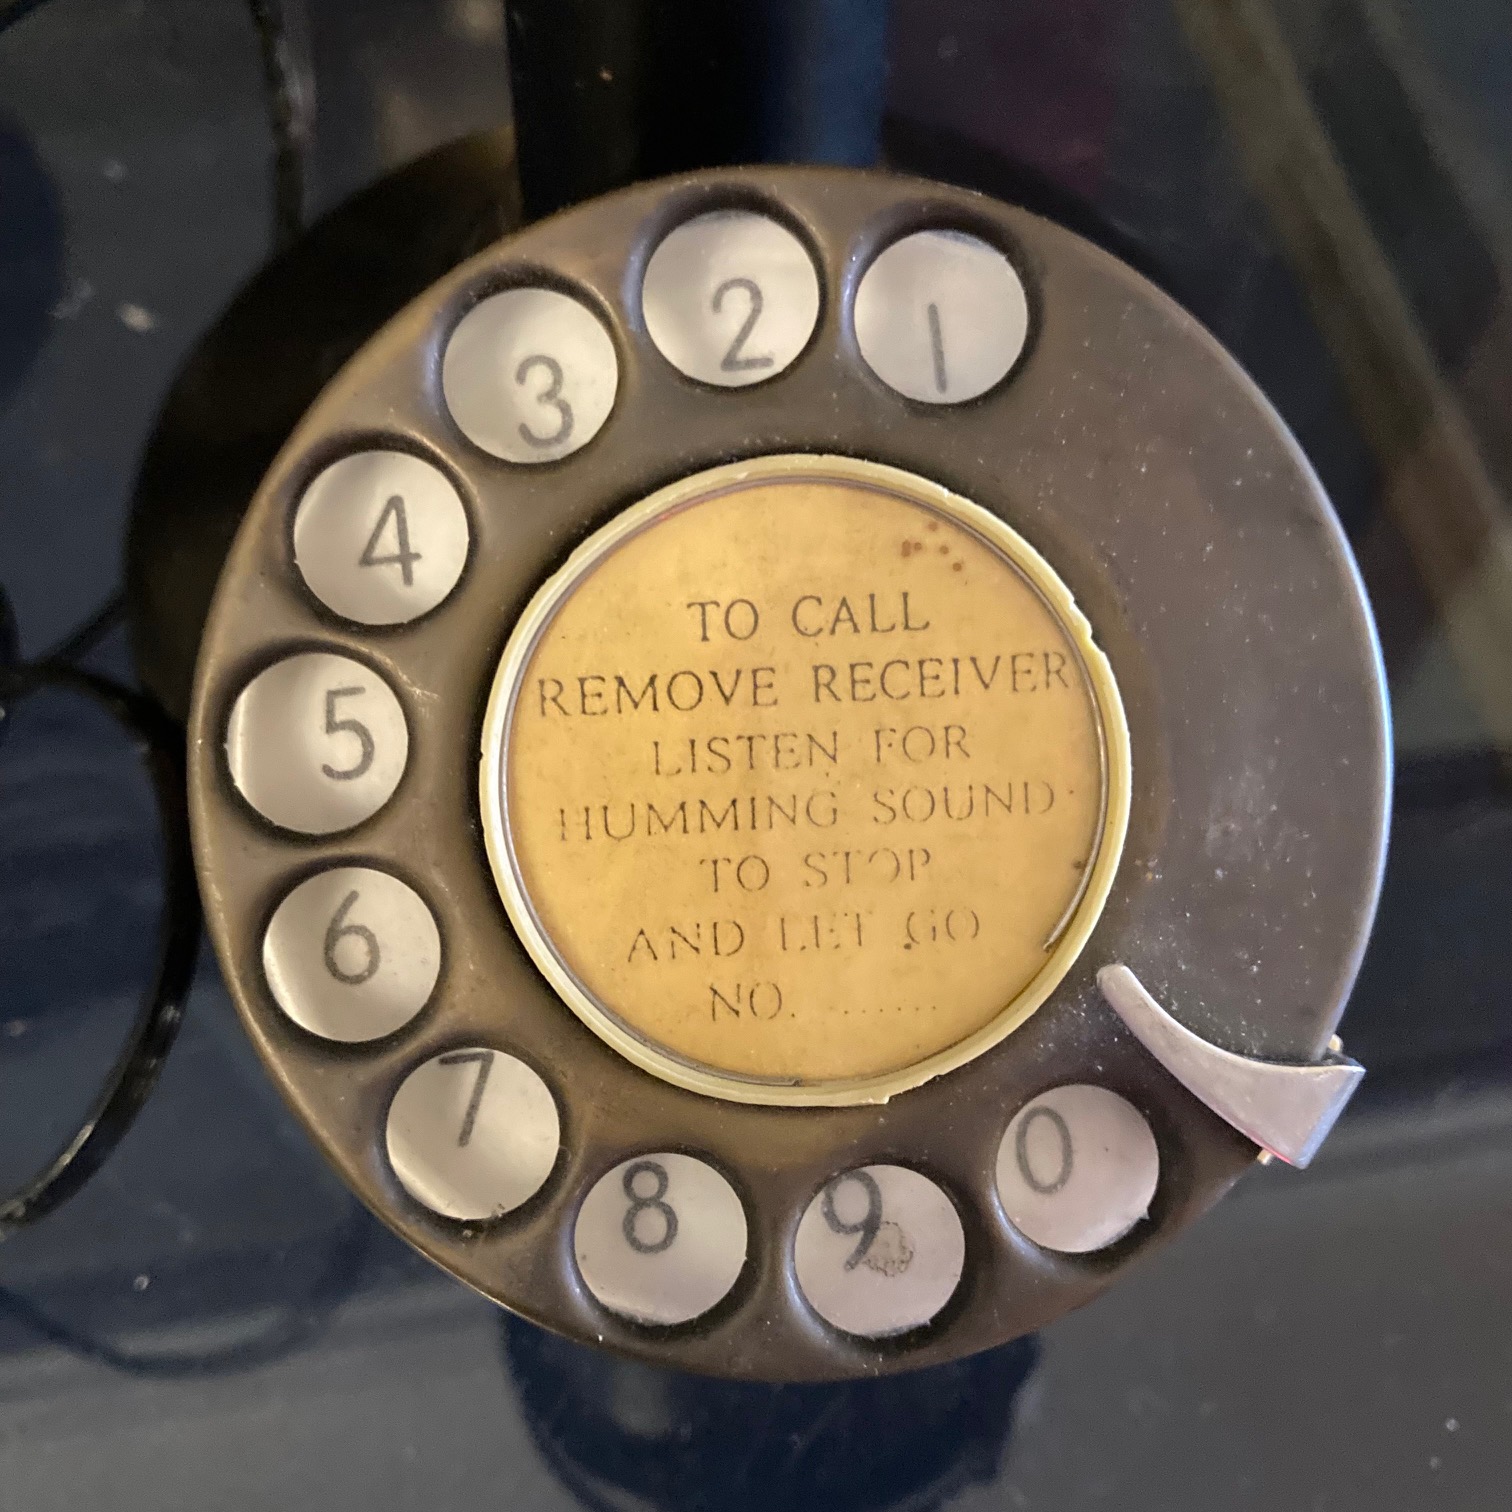 TO CALL
REMOVE RECEIVER
LISTEN FOR
HUMMING SOUND
TO STOP
AND LET GO
NO. .......
1
2
3
4
5
6
7
8
9
0